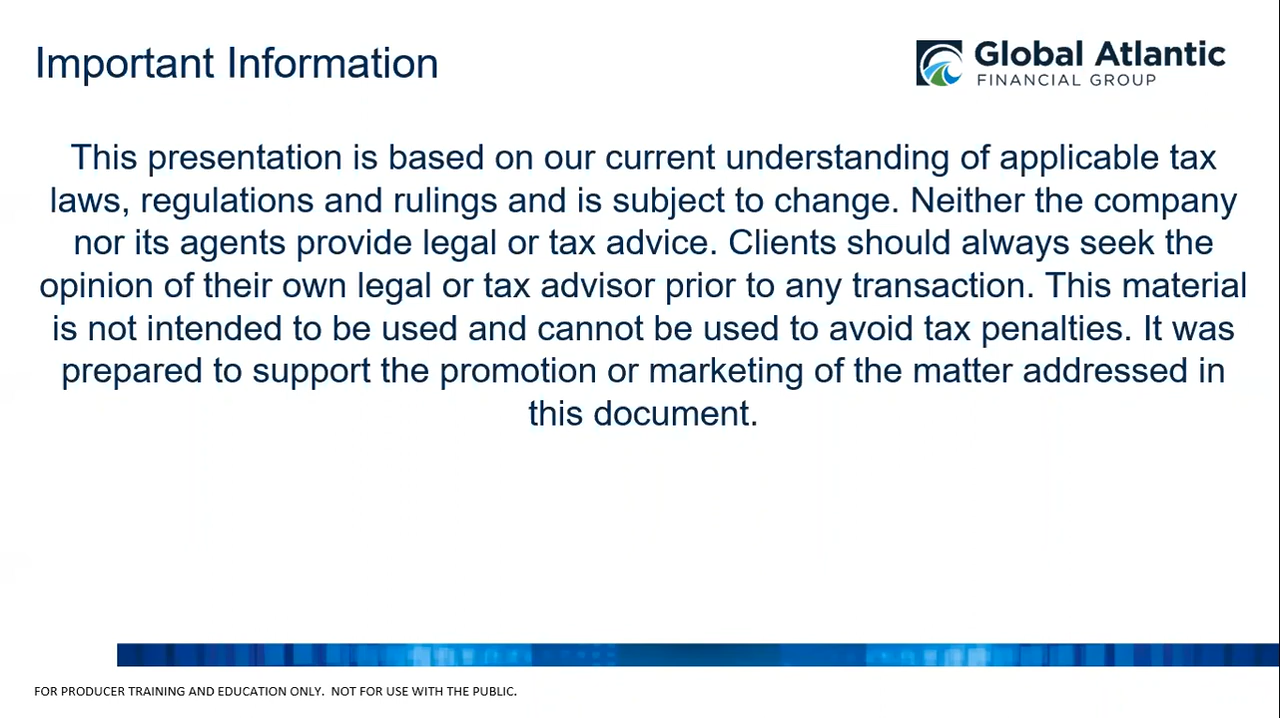 Important Information
Global Atlantic
FINANCIAL GROUP
This presentation is based on our current understanding of applicable tax
laws, regulations and rulings and is subject to change. Neither the company
nor its agents provide legal or tax advice. Clients should always seek the
opinion of their own legal or tax advisor prior to any transaction. This material
is not intended to be used and cannot be used to avoid tax penalties. It was
prepared to support the promotion or marketing of the matter addressed in
this document.
FOR PRODUCER TRAINING AND EDUCATION ONLY.  NOT FOR USE WITH THE PUBLIC.